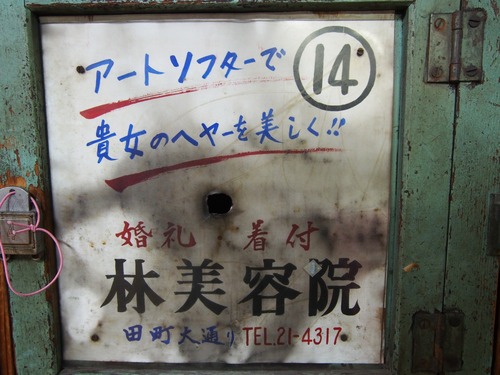 アートソフターで
⑭
貴女のヘヤーを美しく!!
婚礼 着付
林美容院
田町大通り TEL.21-4317